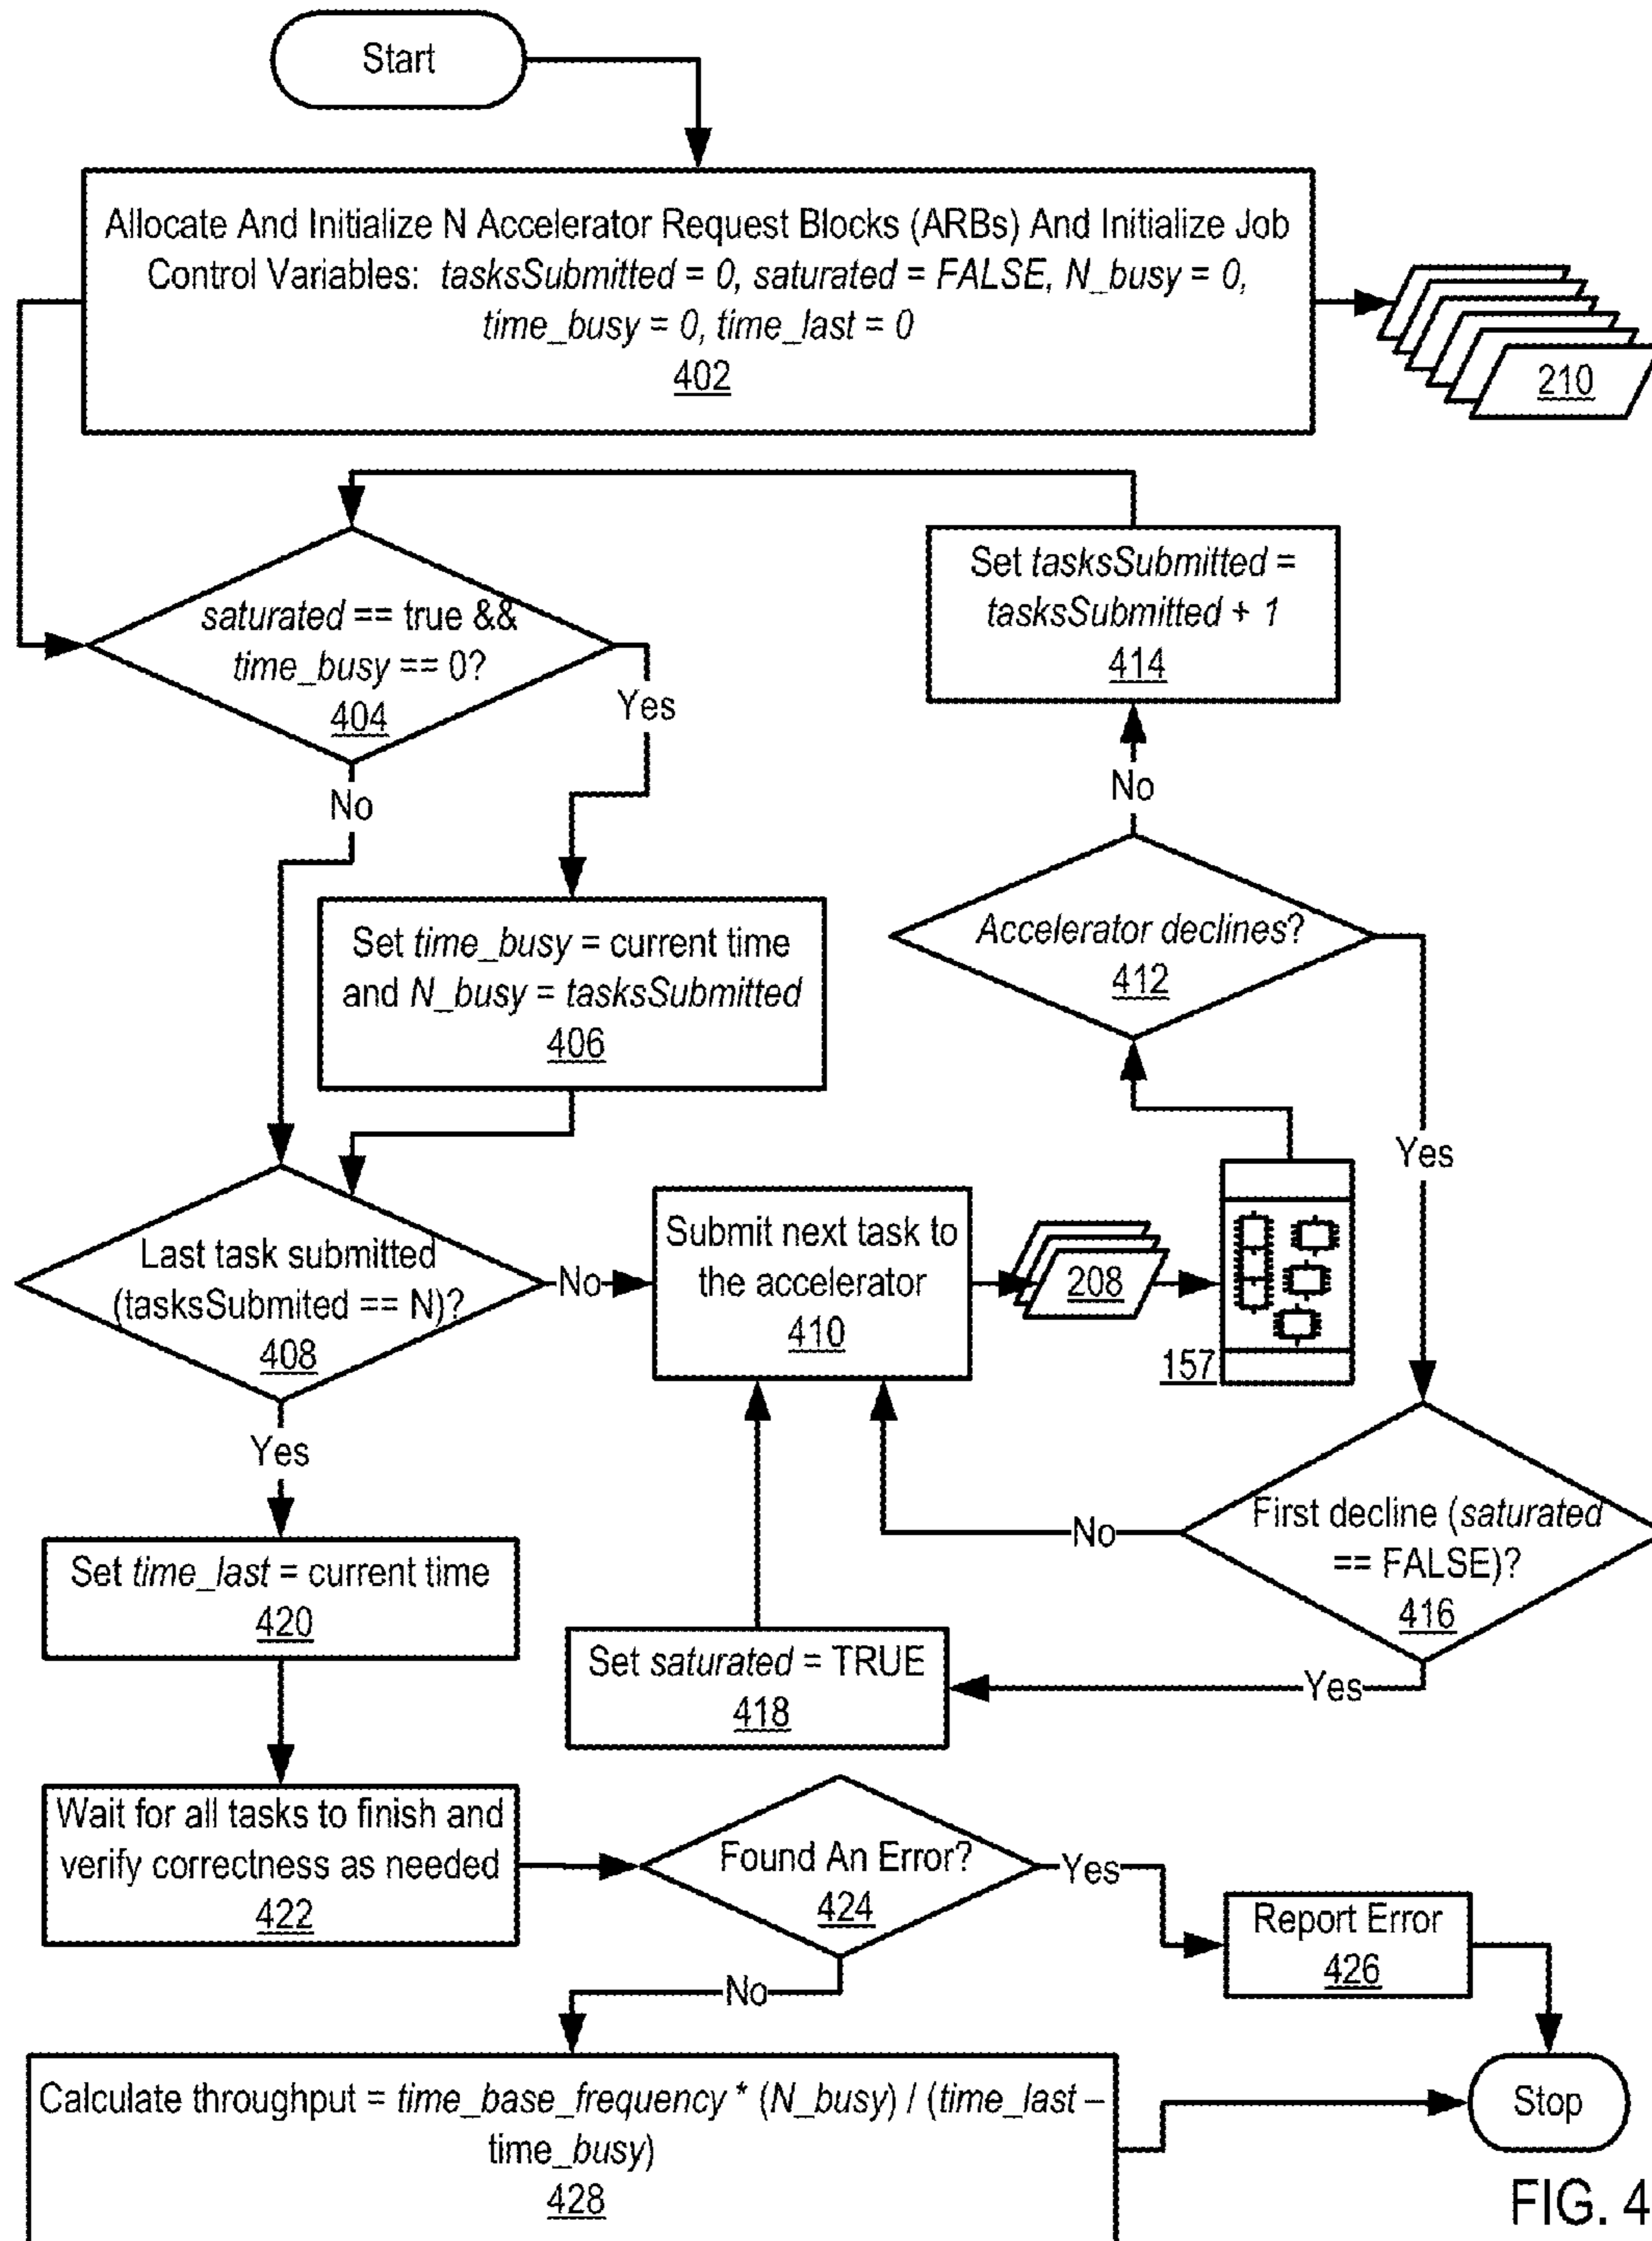 Start
Allocate And Initialize N Accelerator Request Blocks (ARBs) And Initialize Job
Control Variables: tasksSubmitted = 0, saturated = FALSE, N_busy = 0,
time_busy = 0, time_last = 0
402
210
saturated == true &&
time_busy == 0?
404
Yes
No
Set tasksSubmitted =
tasksSubmitted + 1
414
No
Set time_busy = current time
and N_busy = tasksSubmitted
406
Accelerator declines?
412
Yes
Last task submitted
(tasksSubmited == N)?
408
No
Submit next task to
the accelerator
410
208
157
Yes
First decline (saturated
== FALSE)?
416
No
Set time_last = current time
420
Set saturated = TRUE
418
Yes
Wait for all tasks to finish and
verify correctness as needed
422
Found An Error?
424
Yes
Report Error
426
No
Calculate throughput = time_base_frequency * (N_busy) / (time_last –
time_busy)
428
Stop
FIG. 4